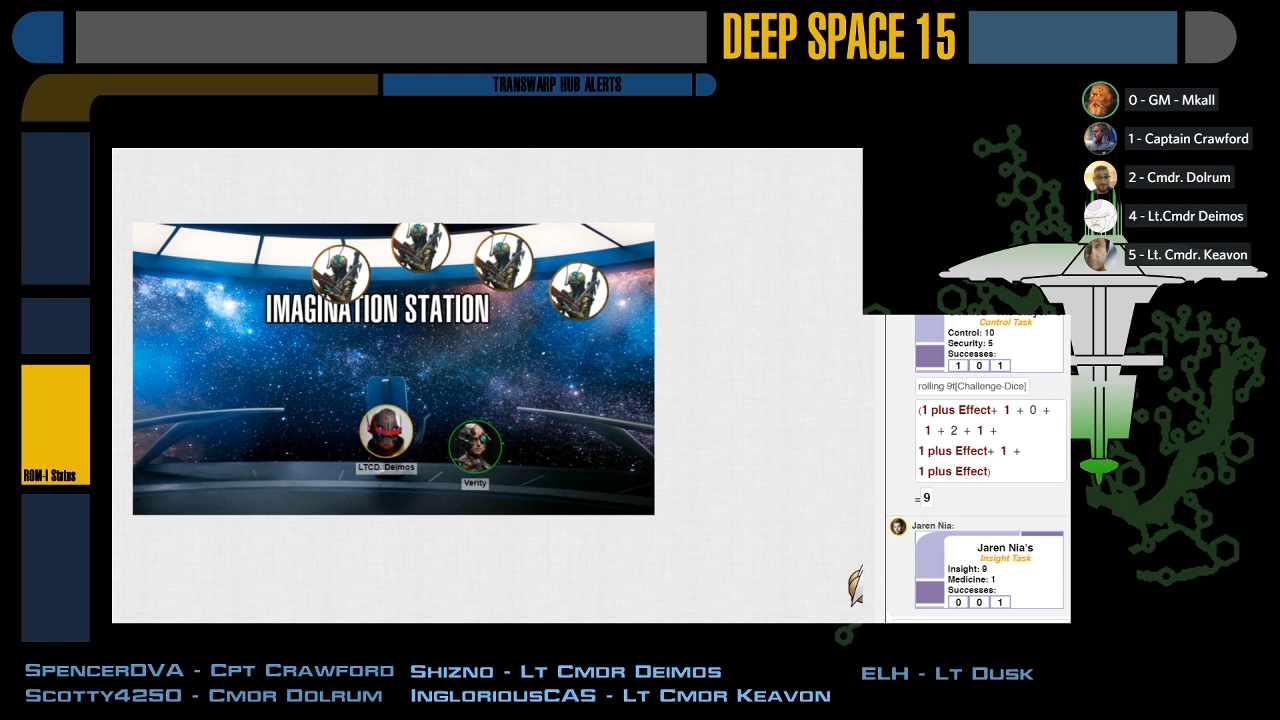 DEEP SPACE 15
TRANSWARP HUB ALERTS
0 - GM - Mkall
1 - Captain Crawford
2 - Cmdr. Dolrum
4 - Lt.Cmdr Deimos
5 - Lt. Cmdr. Keavon
IMAGINATION STATION
LTCD. Deimos
Verity
ROM-I Status
Control Task
Control: 10
Security: 5
Successes:
1 0 1
rolling 9t[Challenge-Dice]
(1 plus Effect+ 1 + 0 +
1 + 2 + 1 +
1 plus Effect+ 1 +
1 plus Effect)
=9
Jaren Nia:
Jaren Nia's
Insight Task
Insight: 9
Medicine: 1
Successes:
0 0 1
SpencerDVA - Cpt Crawford
Shizno - Lt Cmdr Deimos
ELH - Lt Dusk
Scotty4250 - Cmdr Dolrum
IngloriousCAS - Lt Cmdr Keavon